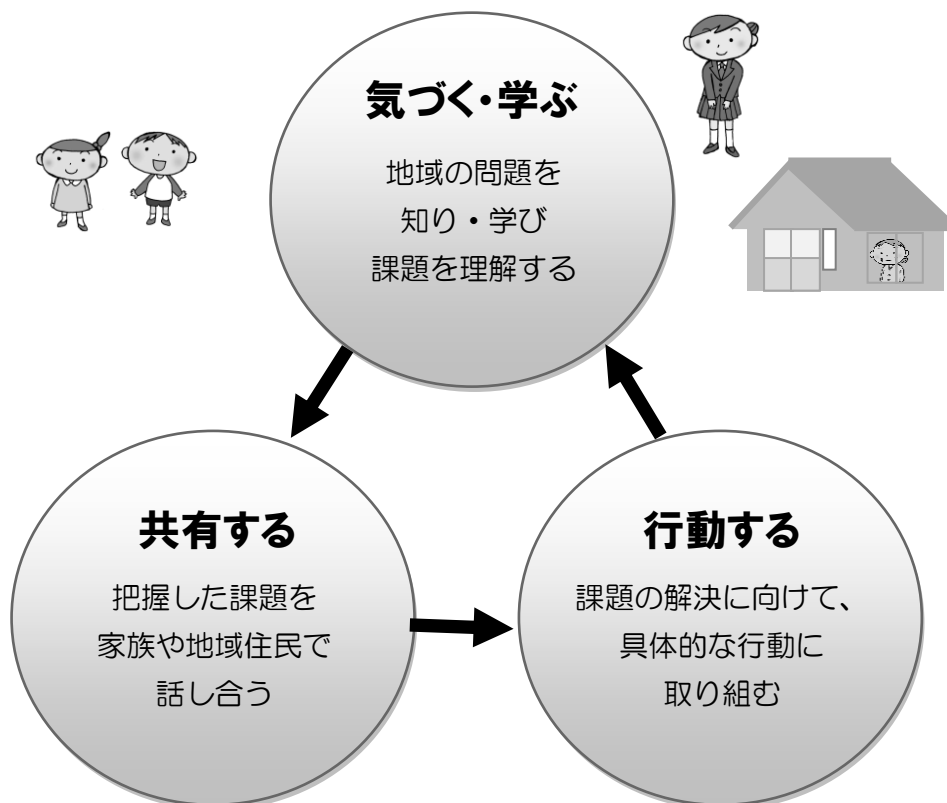 気づく・学ぶ
地域の問題を
知り・学び
課題を理解する
共有する
把握した課題を
家族や地域住民で
話し合う
行動する
課題の解決に向けて、
具体的な行動に
取り組む